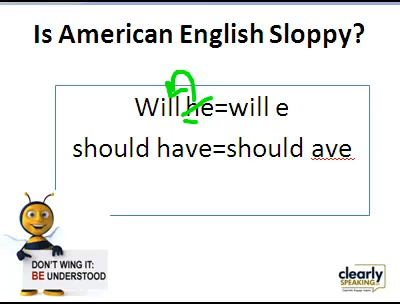 Is American English Sloppy?
Will he=will e
should have=should ave
DON'T WING IT:
BE UNDERSTOOD
clearly
SPEAKING!